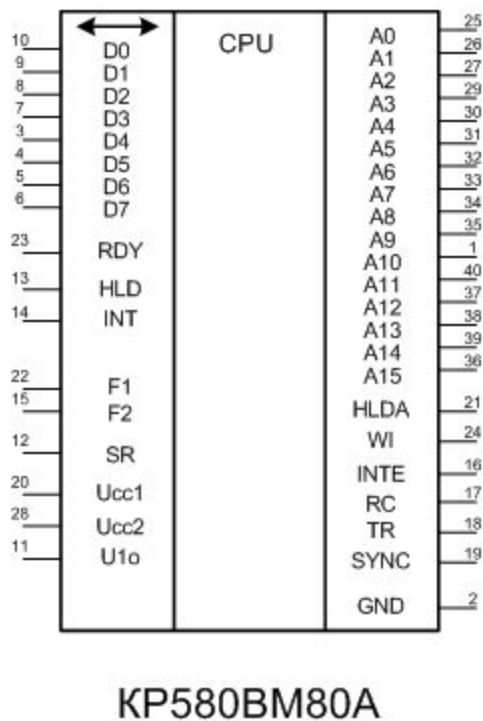 CPU
10 D0
9 D1
8 D2
7 D3
3 D4
4 D5
5 D6
6 D7
23 RDY
13 HLD
14 INT
22 F1
15 F2
12 SR
20 Ucc1
28 Ucc2
11 U1o
A0 25
A1 26
A2 27
A3 29
A4 30
A5 31
A6 32
A7 33
A8 34
A9 35
A10 1
A11 40
A12 37
A13 38
A14 39
A15 36
HLDA 21
WI 24
INTE 16
RC 17
TR 18
SYNC 19
GND 2
КР580ВМ80А